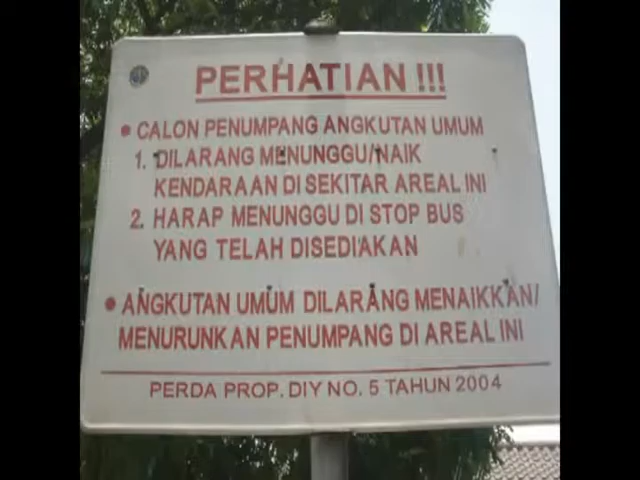 PERHATIAN !!!
• CALON PENUMPANG ANGKUTAN UMUM
1. DILARANG MENUNGGU/NAIK
KENDARAAN DI SEKITAR AREAL INI
2. HARAP MENUNGGU DI STOP BUS
YANG TELAH DISEDIAKAN
• ANGKUTAN UMUM DILARANG MENAIKKAN/
MENURUNKAN PENUMPANG DI AREAL INI
PERDA PROP. DIY NO. 5 TAHUN 2004